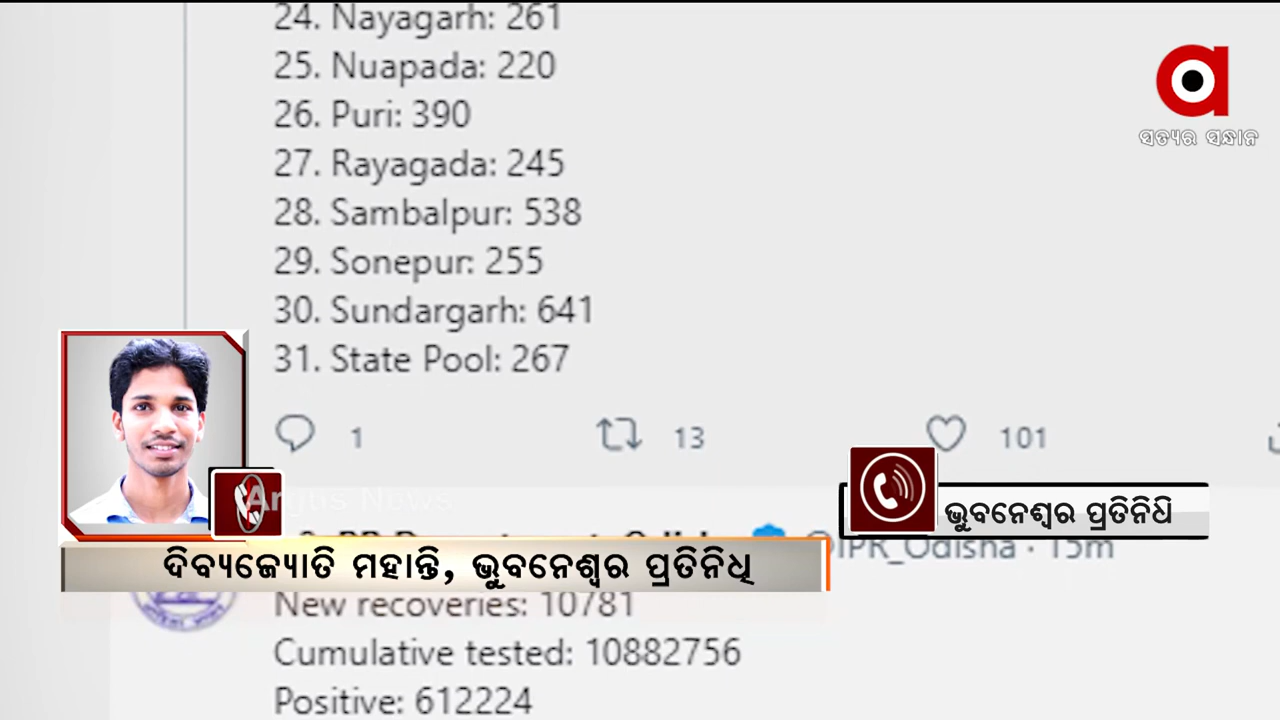 24. Nayagarh: 261
25. Nuapada: 220
26. Puri: 390
27. Rayagada: 245
28. Sambalpur: 538
29. Sonepur: 255
30. Sundargarh: 641
31. State Pool: 267
1 13 101
ସତ୍ୟର ସନ୍ଧାନ
Argus News
ଭୁବନେଶ୍ୱର ପ୍ରତିନିଧି
@IPR_Odisha · 15m
ଦିବ୍ୟଜ୍ୟୋତି ମହାନ୍ତି, ଭୁବନେଶ୍ୱର ପ୍ରତିନିଧି
New recoveries: 10781
Cumulative tested: 10882756
Positive: 612224